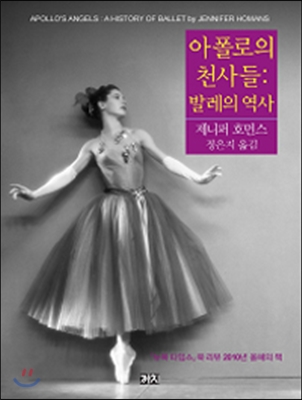 APOLLO'S ANGELS : A HISTORY OF BALLET by JENNIFER HOMANS
아폴로의
천사들:
발레의 역사
제니퍼 호먼스
정은지 옮김
타임스, 북 리뷰 2010년 올해의 책
까치